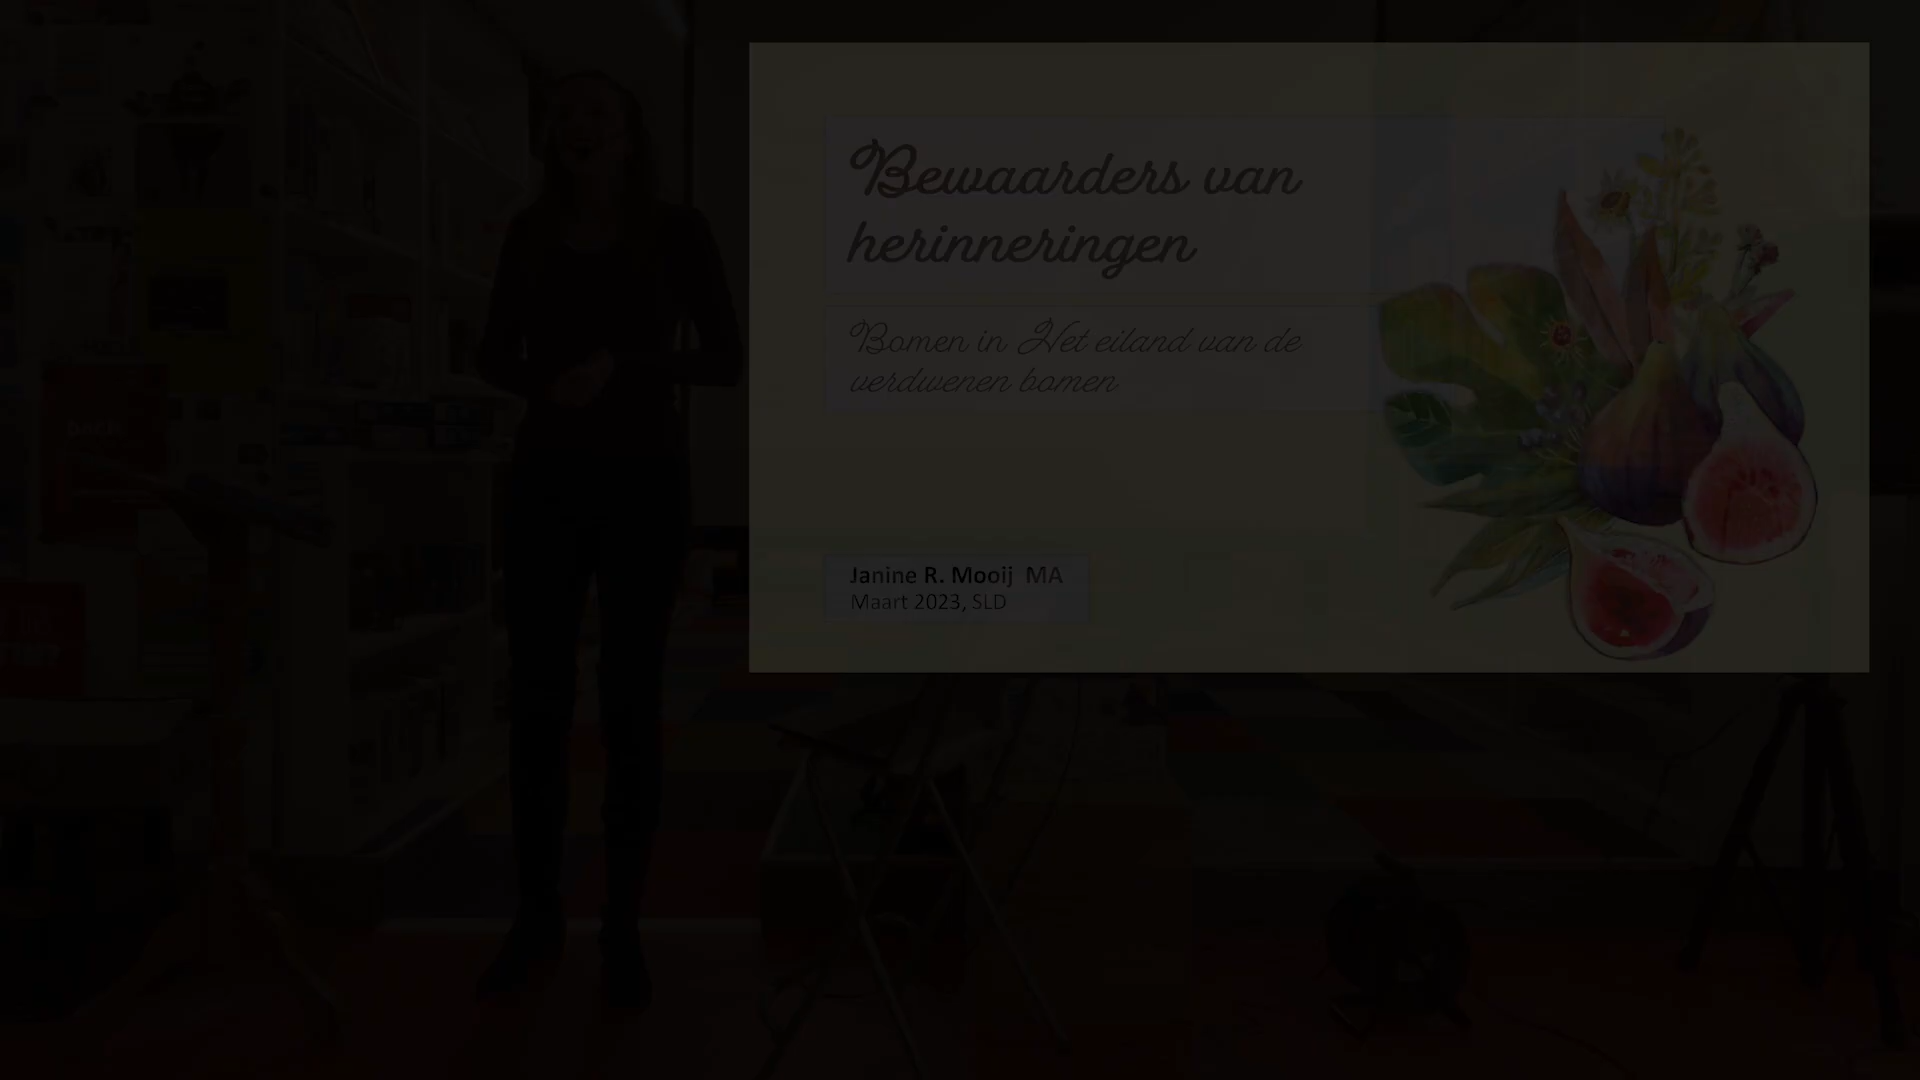 Bewaarders van
herinneringen
Bomen in Het eiland van de
verdwenen bomen
Janine R. Mooij MA
Maart 2023, SLD